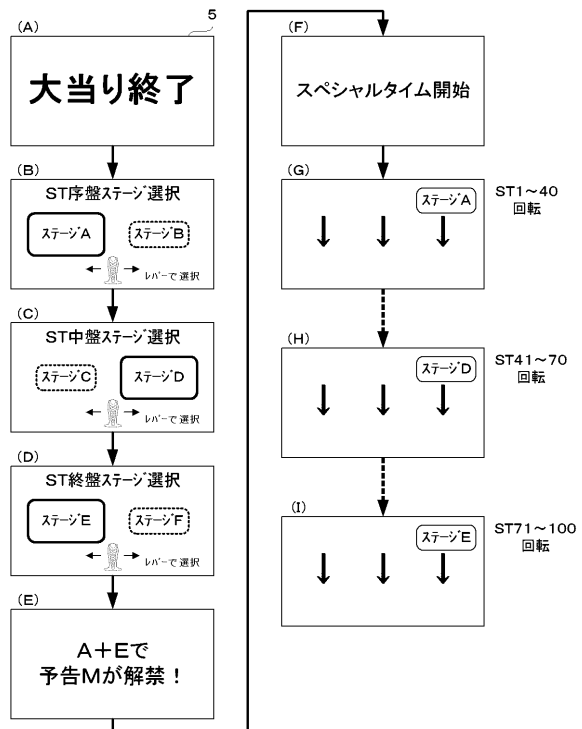 (A)
5
大当り終了
(B)
ST序盤ステージ選択
ステージA
ステージB
レバーで選択
(C)
ST中盤ステージ選択
ステージC
ステージD
レバーで選択
(D)
ST終盤ステージ選択
ステージE
ステージF
レバーで選択
(E)
A+Eで
予告Mが解禁!
(F)
スペシャルタイム開始
(G)
ステージA
ST1~40
回転
(H)
ステージD
ST41~70
回転
(I)
ステージE
ST71~100
回転